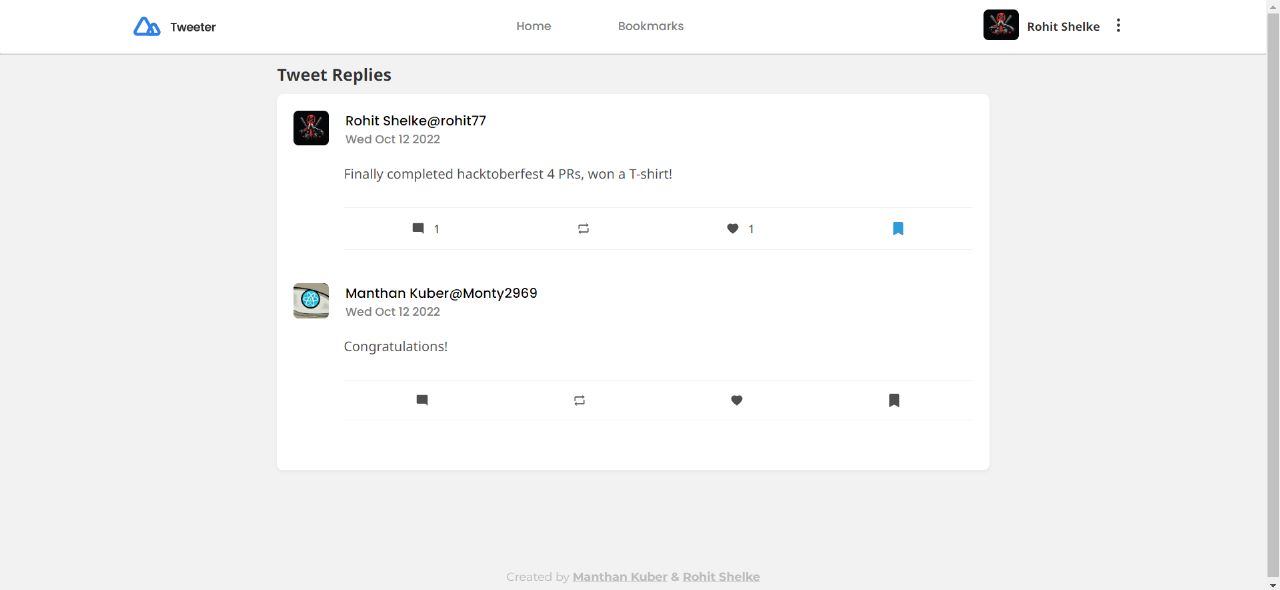 Tweeter
Home
Bookmarks
Rohit Shelke
Tweet Replies
Rohit Shelke@rohit77
Wed Oct 12 2022
Finally completed hacktoberfest 4 PRs, won a T-shirt!
1
1
Manthan Kuber@Monty2969
Wed Oct 12 2022
Congratulations!
Created by Manthan Kuber & Rohit Shelke